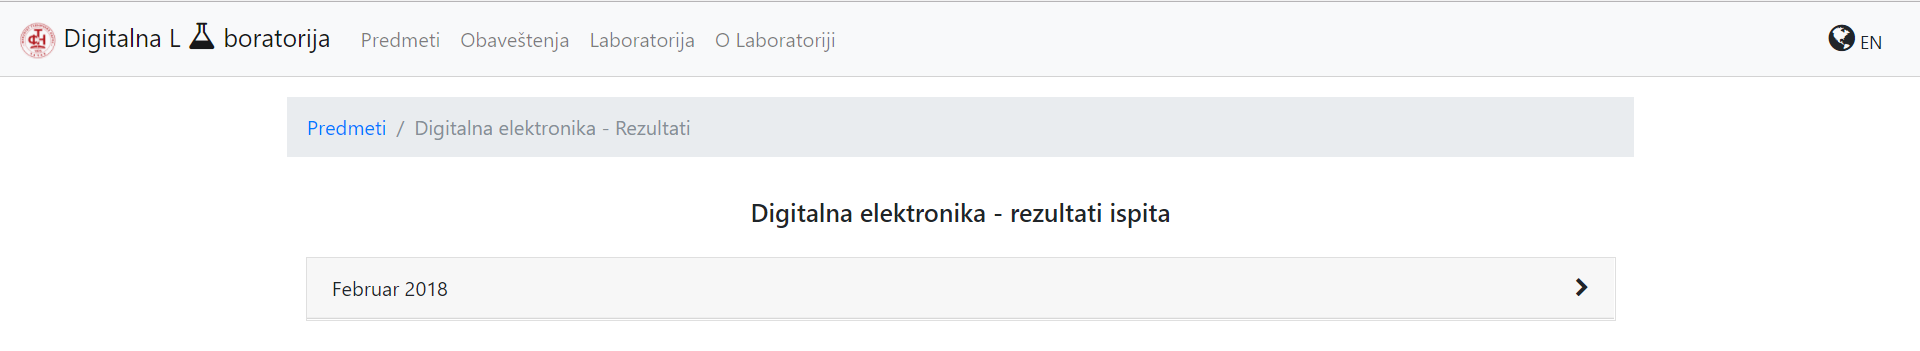 Digitalna L boratorija Predmeti Obaveštenja Laboratorija O Laboratoriji EN
Predmeti / Digitalna elektronika - Rezultati
Digitalna elektronika - rezultati ispita
Februar 2018